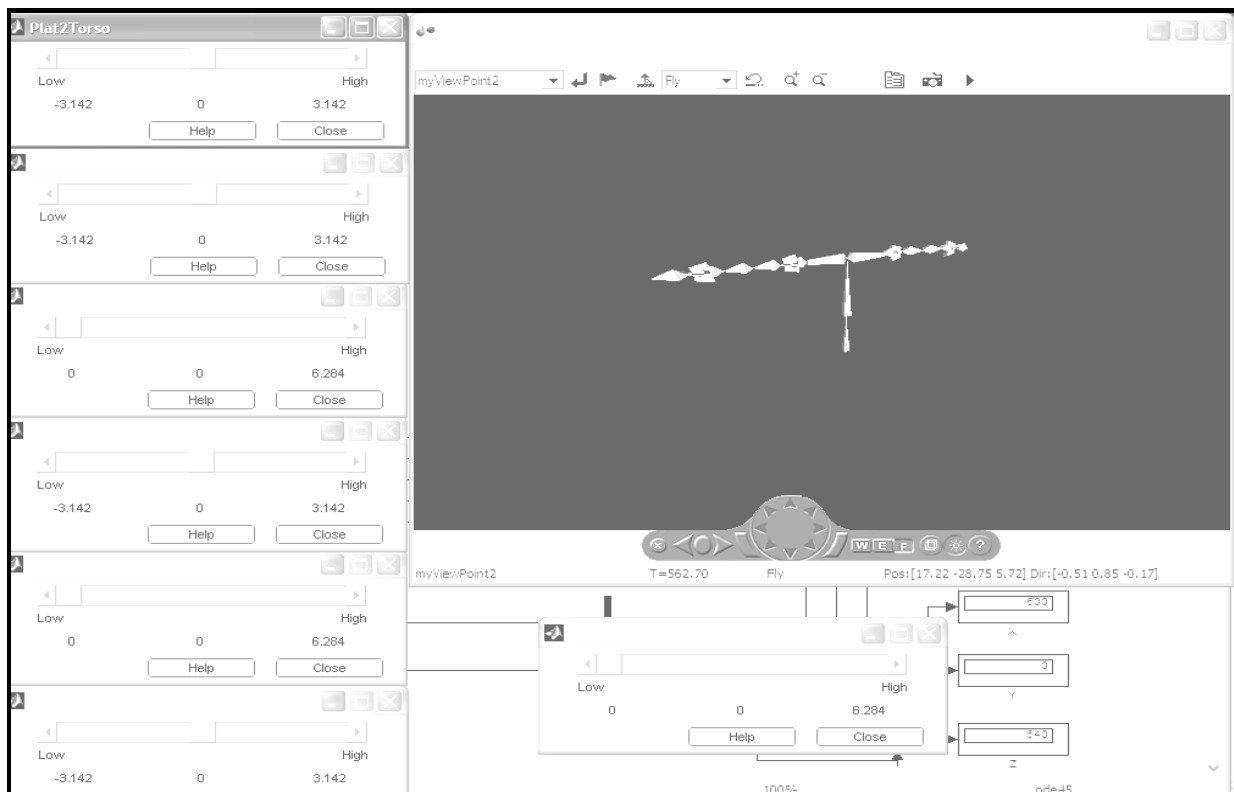 Plat2Torso
Low High
-3.142 0 3.142
Help Close
Low High
-3.142 0 3.142
Help Close
Low High
0 0 6.284
Help Close
Low High
-3.142 0 3.142
Help Close
Low High
0 0 6.284
Help Close
Low High
-3.142 0 3.142
myViewPoint2 Fly
W E F ?
myViewPoint2 T=562.70 Fly Pos:[17.22 -28.75 5.72] Dir:[-0.51 0.85 -0.17]
X
0
Y
Z
Low High
0 0 6.284
Help Close
100% ode45